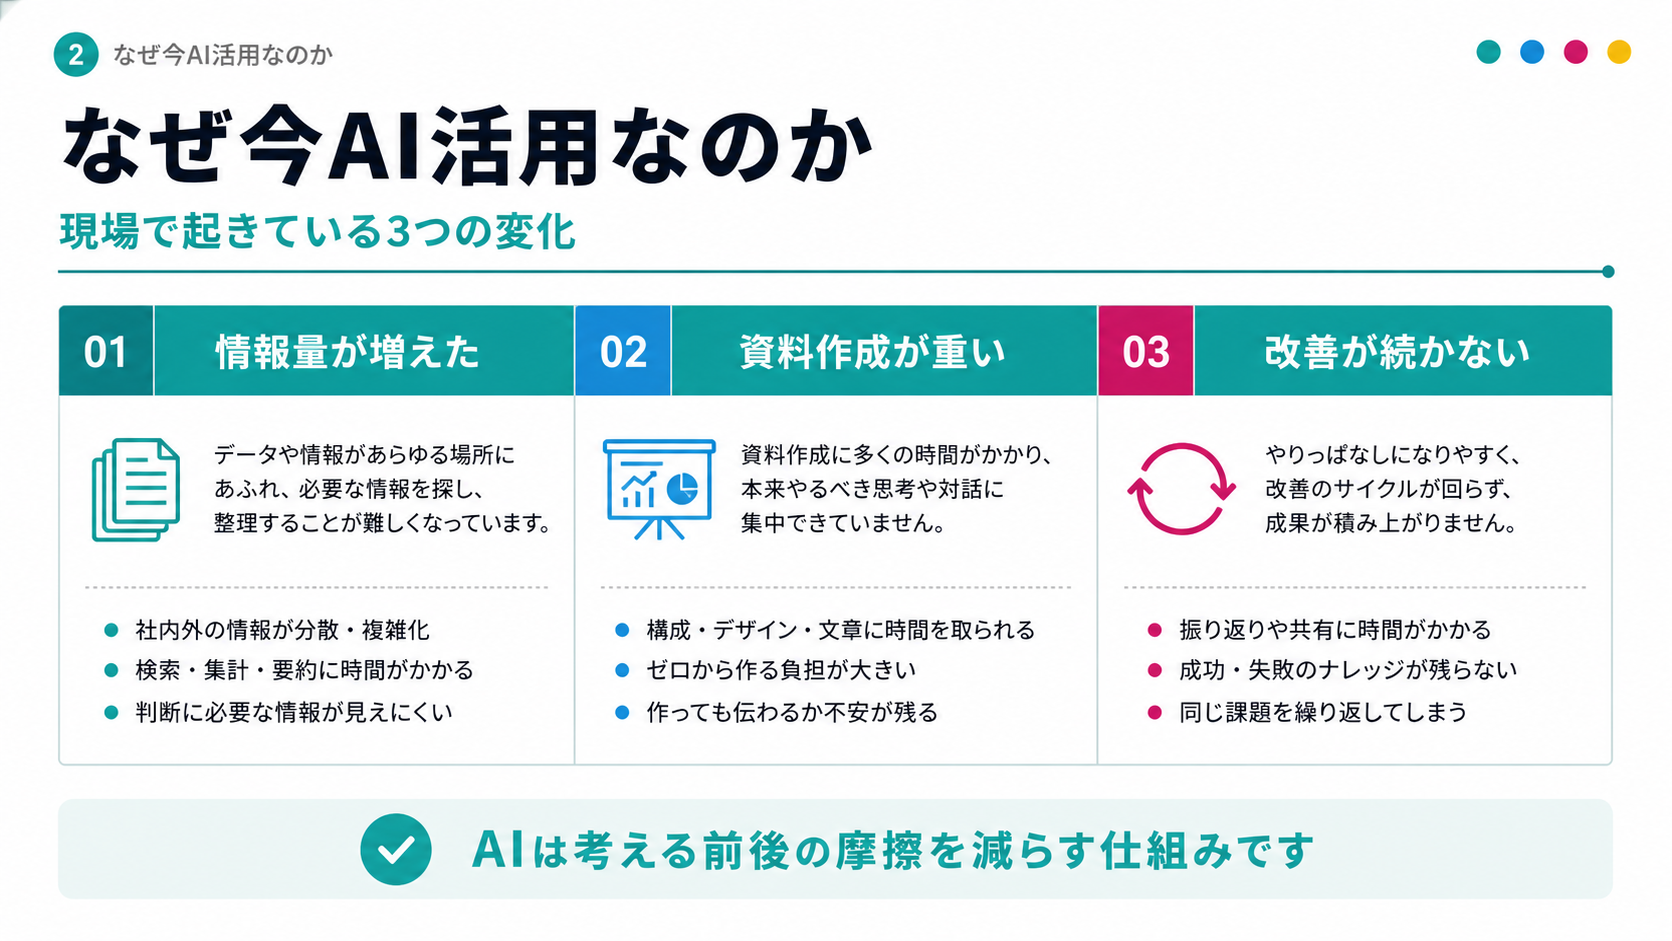 2 なぜ今AI活用なのか
なぜ今AI活用なのか
現場で起きている3つの変化
01 情報量が増えた
データや情報があらゆる場所に
あふれ、必要な情報を探し、
整理することが難しくなっています。
社内外の情報が分散・複雑化
検索・集計・要約に時間がかかる
判断に必要な情報が見えにくい
02 資料作成が重い
資料作成に多くの時間がかかり、
本来やるべき思考や対話に
集中できていません。
構成・デザイン・文章に時間を取られる
ゼロから作る負担が大きい
作っても伝わるか不安が残る
03 改善が続かない
やりっぱなしになりやすく、
改善のサイクルが回らず、
成果が積み上がりません。
振り返りや共有に時間がかかる
成功・失敗のナレッジが残らない
同じ課題を繰り返してしまう
AIは考える前後の摩擦を減らす仕組みです